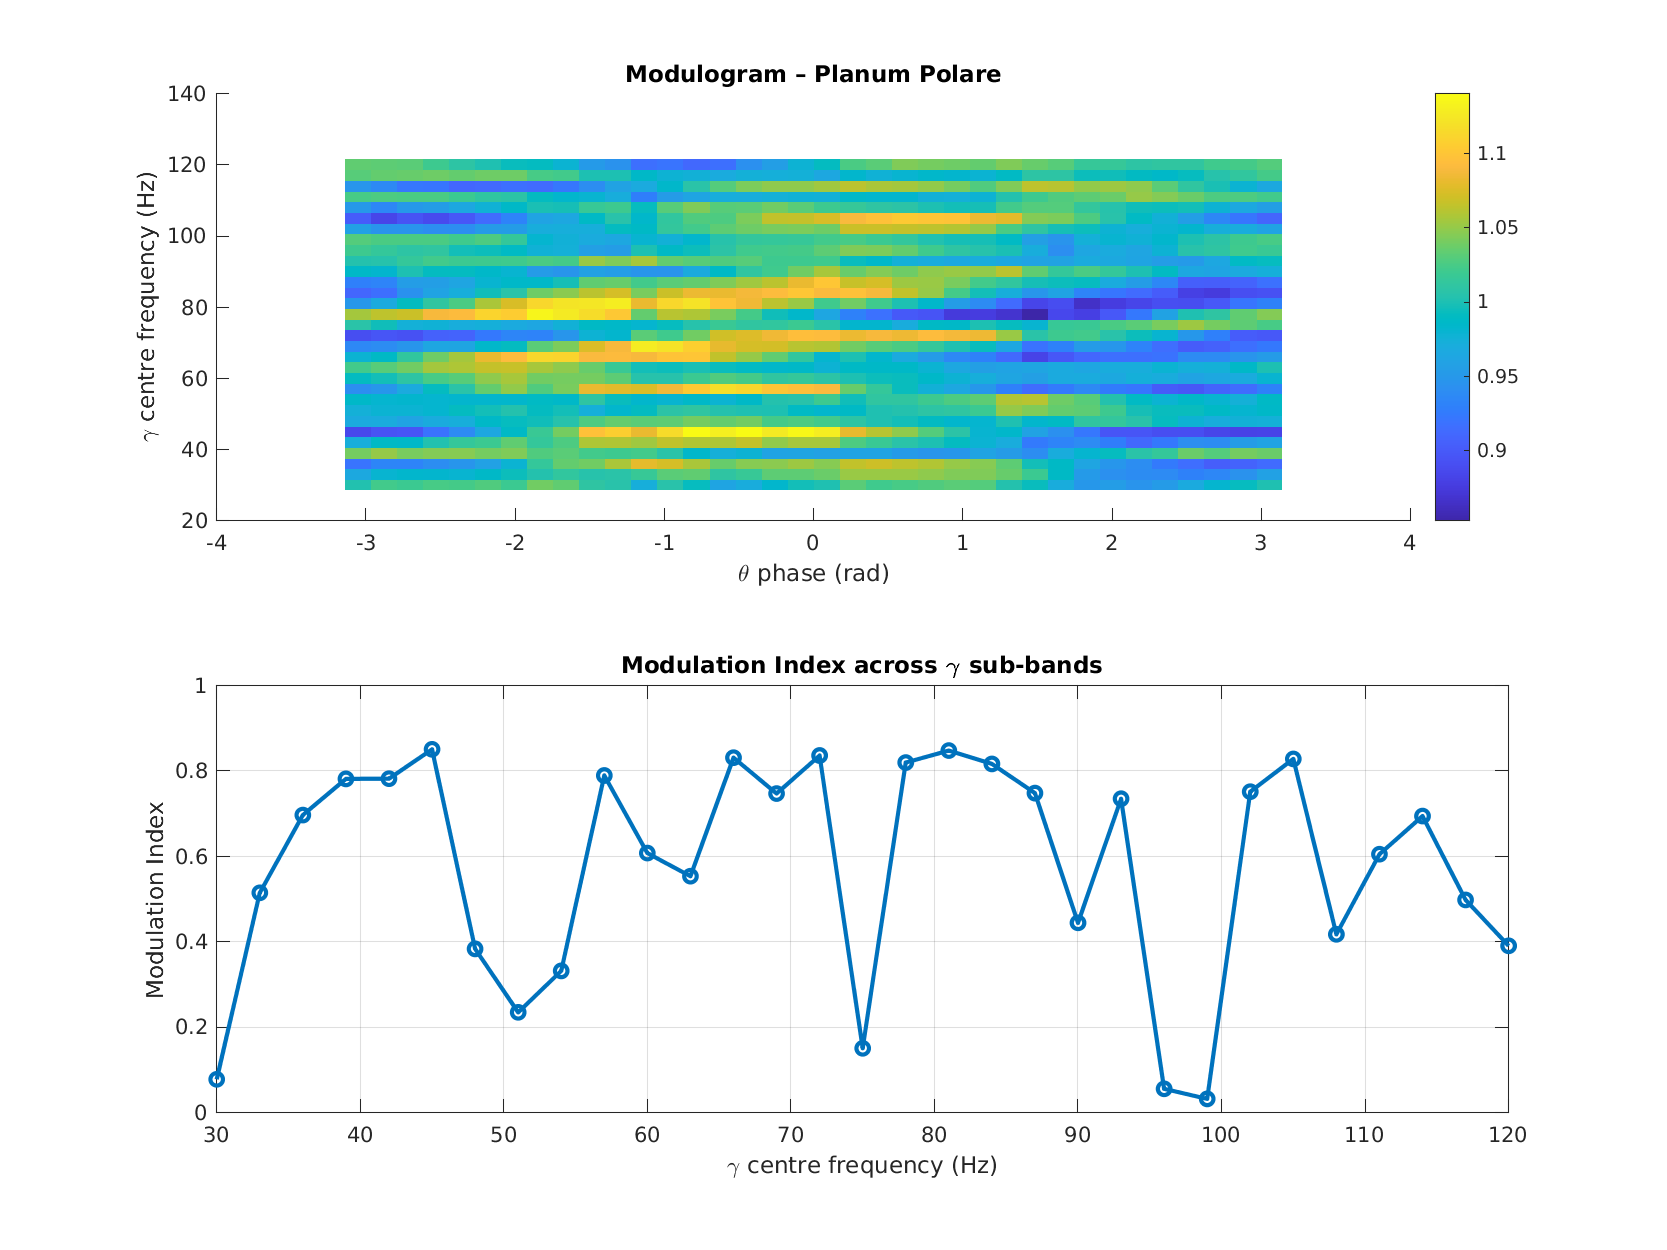 Modulogram – Planum Polare
γ centre frequency (Hz)
140
120
100
80
60
40
20
-4 -3 -2 -1 0 1 2 3 4
θ phase (rad)
1.1
1.05
1
0.95
0.9
Modulation Index across γ sub-bands
Modulation Index
1
0.8
0.6
0.4
0.2
0
30 40 50 60 70 80 90 100 110 120
γ centre frequency (Hz)